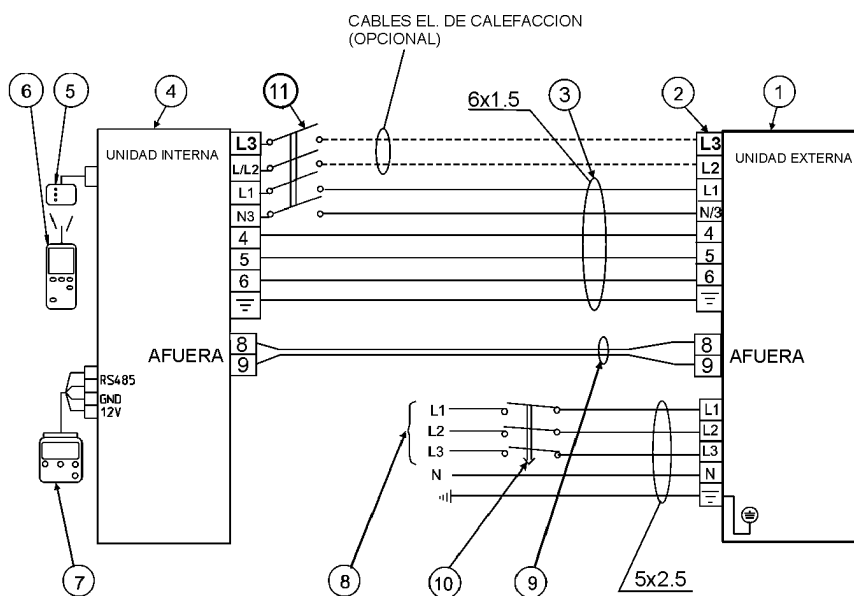 CABLES EL. DE CALEFACCION
(OPCIONAL)
6 5 4 11 6x1.5 3 2 1
UNIDAD INTERNA
L3
L/L2
L1
N3
4
5
6
L3
L2
L1
N/3
4
5
6
UNIDAD EXTERNA
AFUERA
8
9
8
9
AFUERA
RS485
GND
12V
L1
L2
L3
N
L1
L2
L3
N
7 8 10 9 5x2.5